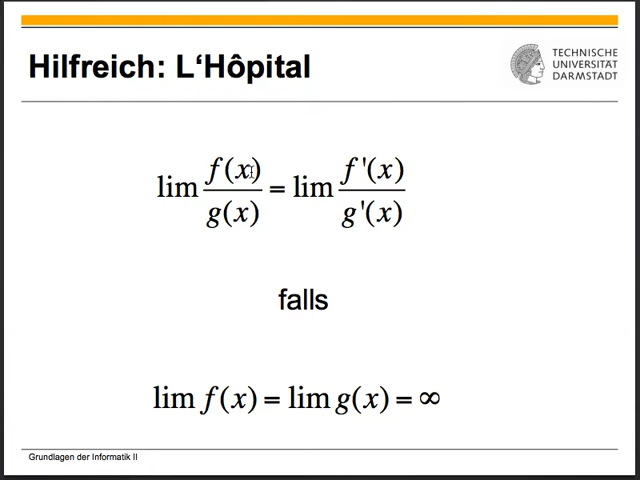 Hilfreich: L‘Hôpital
TECHNISCHE
UNIVERSITÄT
DARMSTADT
lim f(x)/g(x) = lim f'(x)/g'(x)
falls
lim f(x) = lim g(x) = ∞
Grundlagen der Informatik II